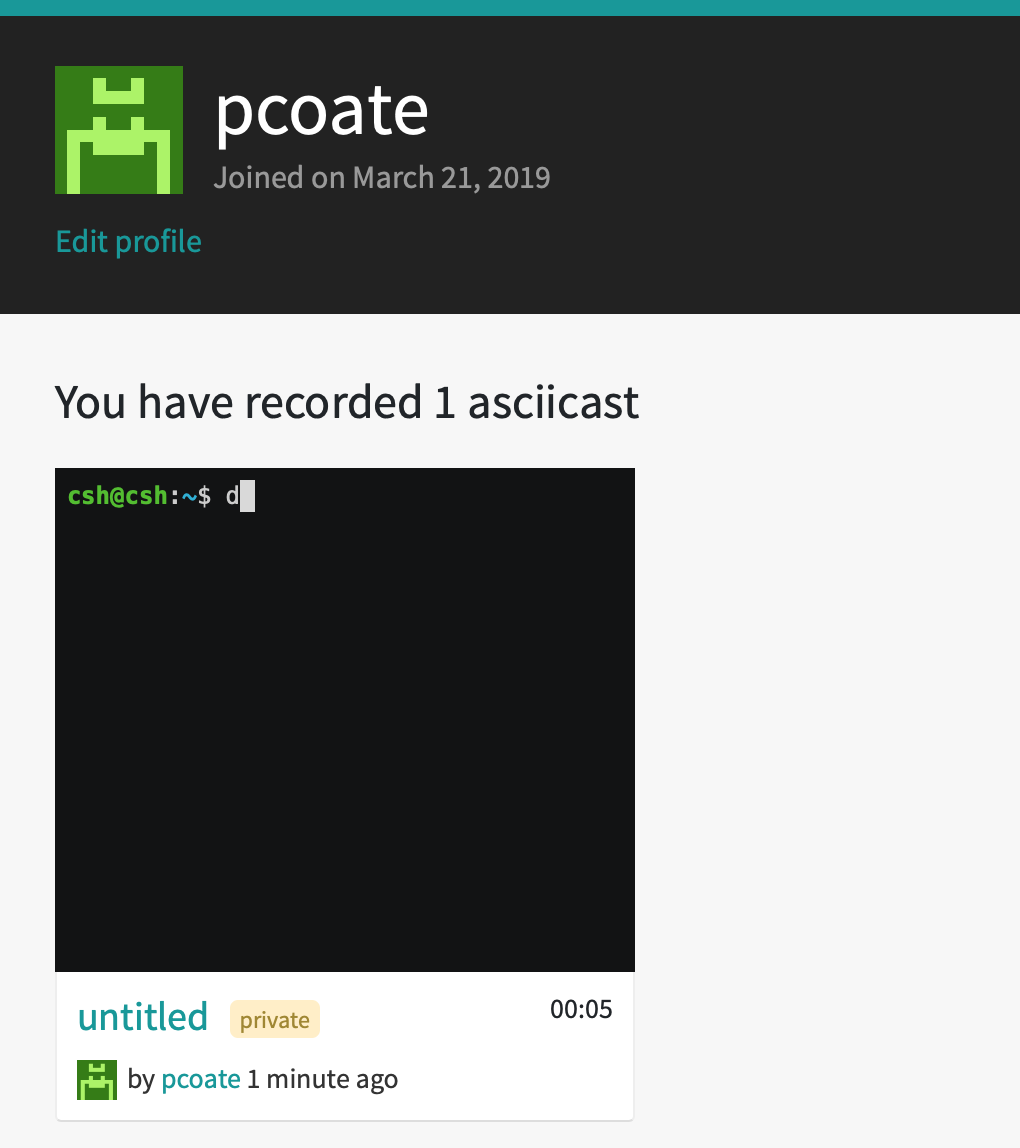 pcoate
Joined on March 21, 2019
Edit profile
You have recorded 1 asciicast
csh@csh:~$ d
untitled private 00:05
by pcoate 1 minute ago